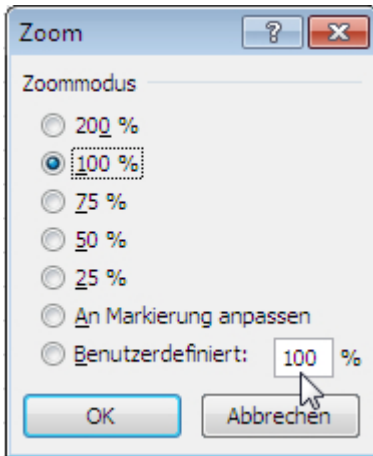 Zoom
Zoommodus
200 %
100 %
75 %
50 %
25 %
An Markierung anpassen
Benutzerdefiniert: 100 %
OK Abbrechen